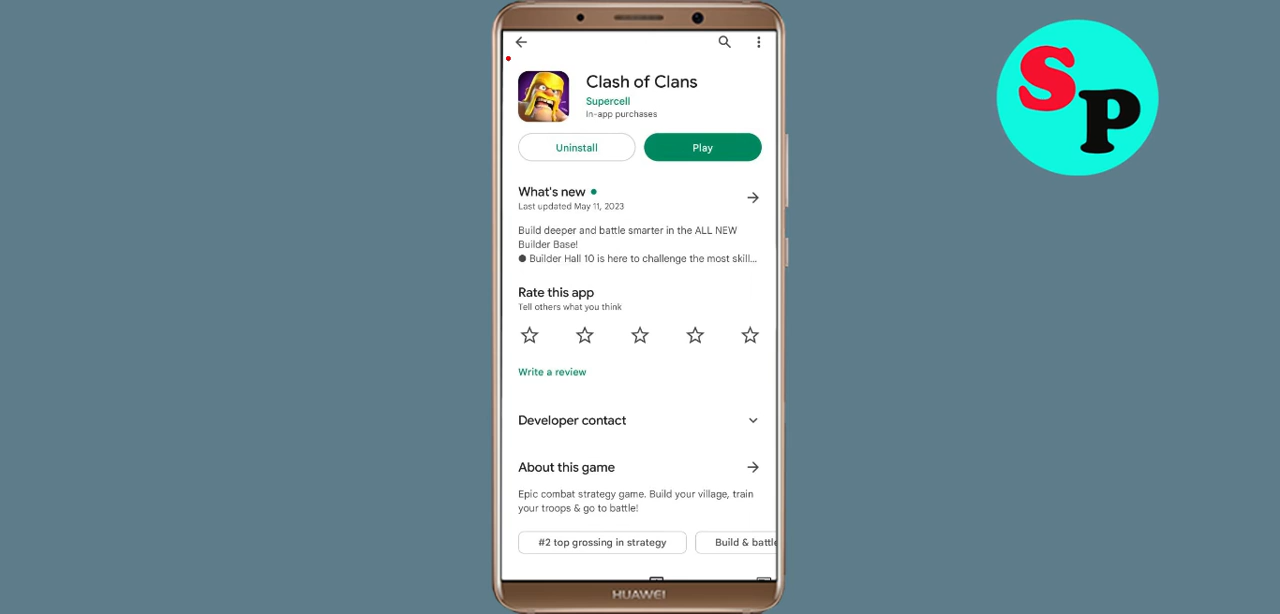 Clash of Clans
Supercell
In-app purchases
Uninstall
Play
What's new
Last updated May 11, 2023
Build deeper and battle smarter in the ALL NEW
Builder Base!
● Builder Hall 10 is here to challenge the most skill...
Rate this app
Tell others what you think
Write a review
Developer contact
About this game
Epic combat strategy game. Build your village, train
your troops & go to battle!
#2 top grossing in strategy
Build & battle
HUAWEI
SP